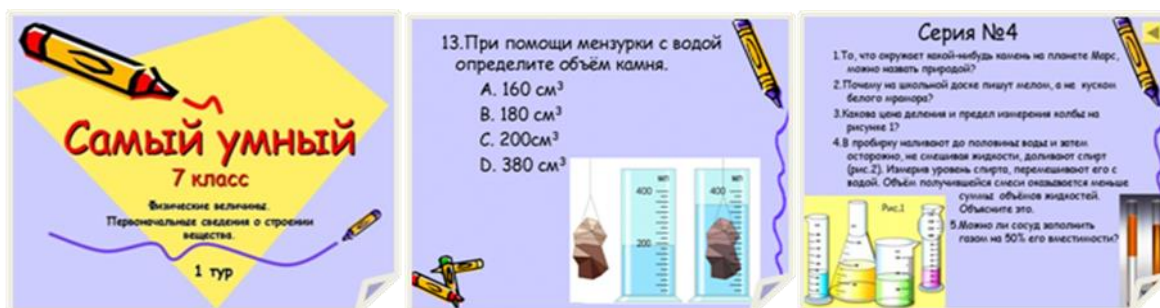 Самый умный
7 класс
Физические величины.
Первоначальные сведения о строении
вещества.
1 тур
13.При помощи мензурки с водой
определите объём камня.
A. 160 см³
B. 180 см³
C. 200см³
D. 380 см³
мл
400
200
мл
400
Серия №4
1.То, что окружает какой-нибудь камень на планете Марс,
можно назвать природой?
2.Почему на школьной доске пишут мелом, а не куском
белого мрамора?
3.Какова цена деления и предел измерения колбы на
рисунке 1?
4.В пробирку наливают до половины воды и затем
осторожно, не смешивая жидкости, доливают спирт
(рис.2). Измерив уровень спирта, перемешивают его с
водой. Объём получившейся смеси оказывается меньше
суммы объёмов жидкостей.
Объясните это.
5.Можно ли сосуд заполнить
газом на 50% его вместимости?
Рис.1